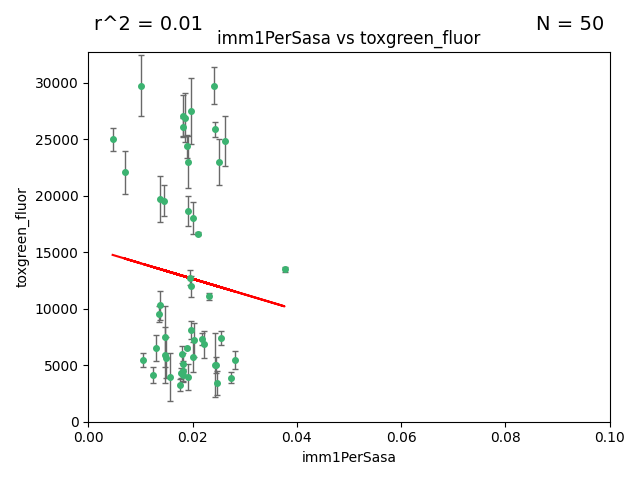 r^2 = 0.01
N = 50
imm1PerSasa vs toxgreen_fluor
toxgreen_fluor
30000
25000
20000
15000
10000
5000
0
0.00
0.02
0.04
0.06
0.08
0.10
imm1PerSasa